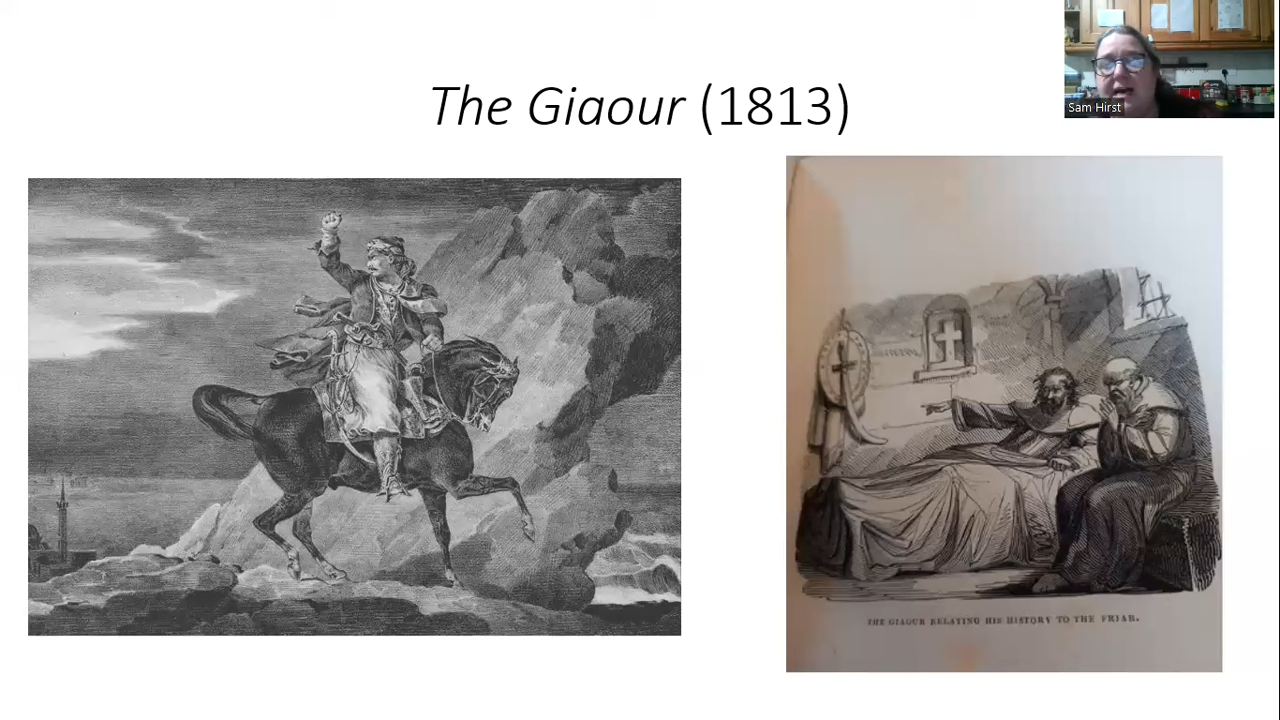 The Giaour (1813)
Sam Hirst
THE GIAOUR RELATING HIS HISTORY TO THE FRIAR.